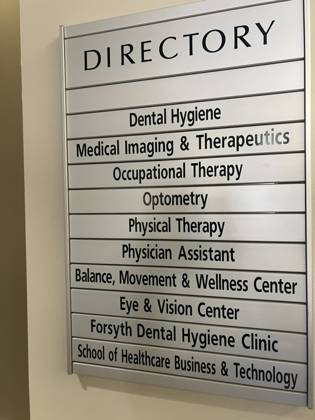 DIRECTORY
Dental Hygiene
Medical Imaging & Therapeutics
Occupational Therapy
Optometry
Physical Therapy
Physician Assistant
Balance, Movement & Wellness Center
Eye & Vision Center
Forsyth Dental Hygiene Clinic
School of Healthcare Business & Technology